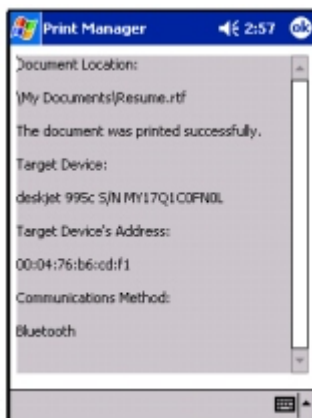 Print Manager 2:57 ok
Document Location:
\My Documents\Resume.rtf
The document was printed successfully.
Target Device:
deskjet 995c S/N MY17Q1C0FN0L
Target Device's Address:
00:04:76:b6:cd:f1
Communications Method:
Bluetooth